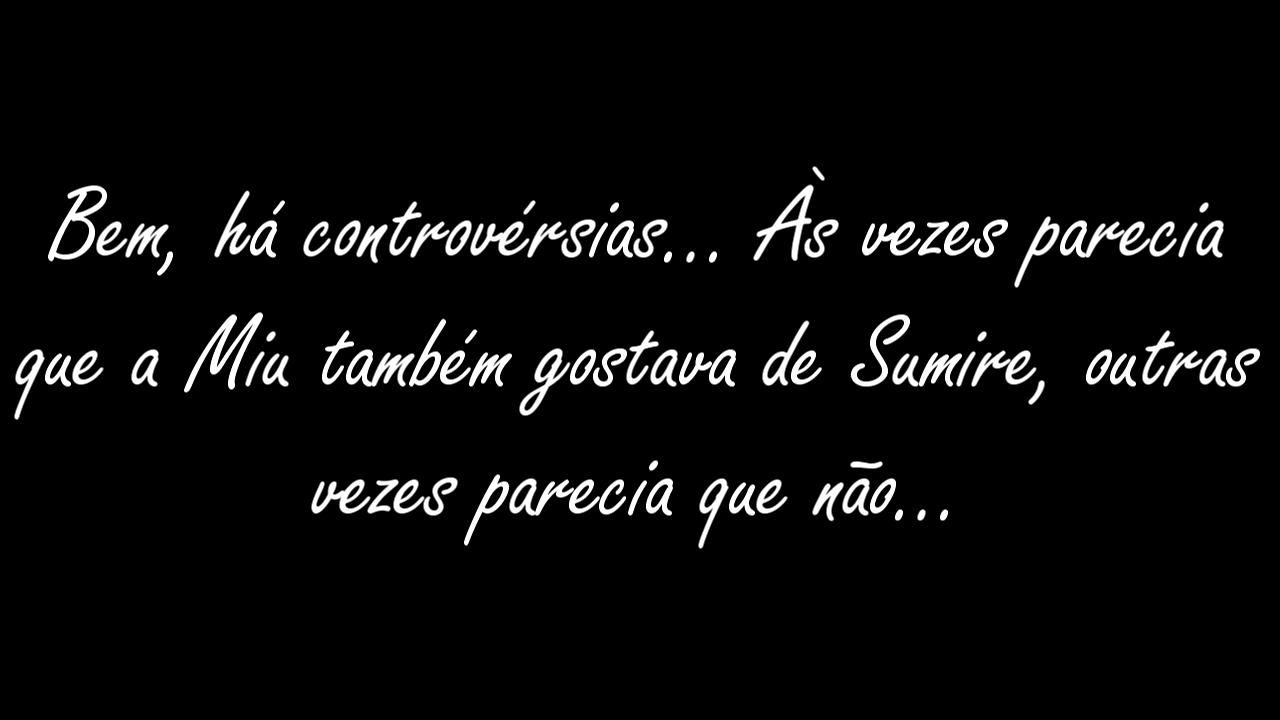 Bem, há controvérsias... Às vezes parecia
que a Miu também gostava de Sumire, outras
vezes parecia que não...